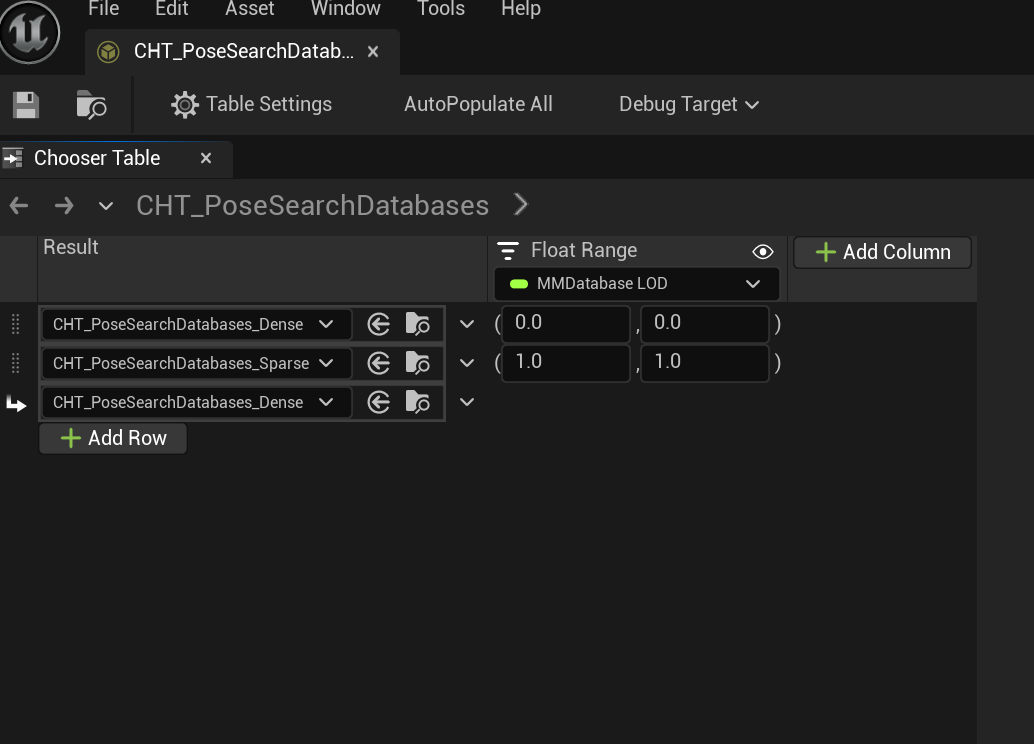 File Edit Asset Window Tools Help
CHT_PoseSearchDatab... ×
Table Settings AutoPopulate All Debug Target
Chooser Table ×
CHT_PoseSearchDatabases >
Result Float Range + Add Column
MMDatabase LOD
CHT_PoseSearchDatabases_Dense ( 0.0 , 0.0 )
CHT_PoseSearchDatabases_Sparse ( 1.0 , 1.0 )
CHT_PoseSearchDatabases_Dense
+ Add Row